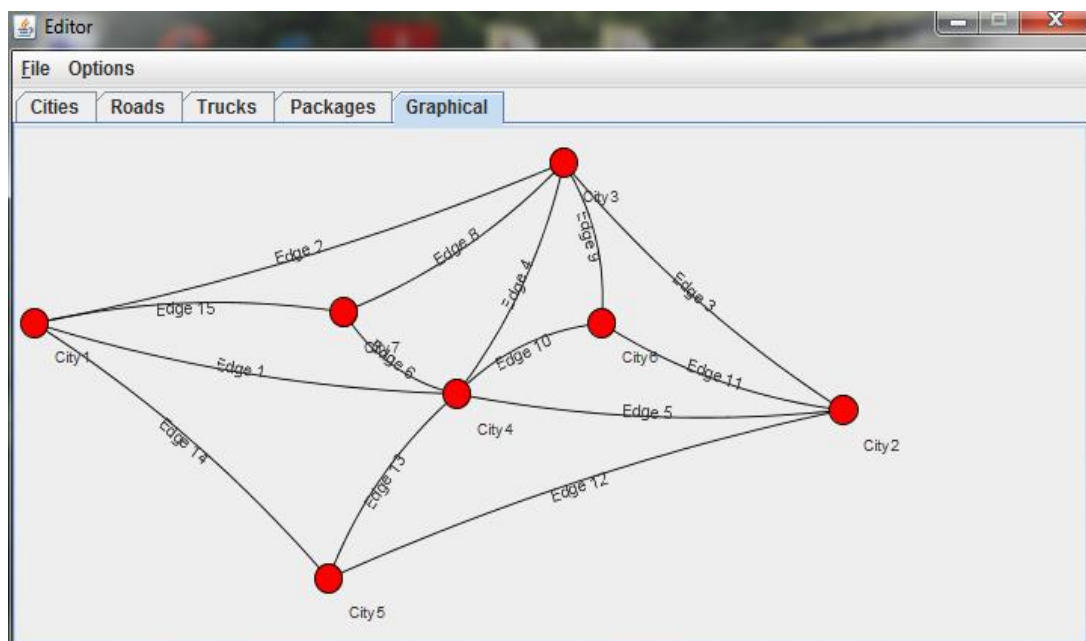 Editor
File Options
Cities Roads Trucks Packages Graphical
City3
Edge 2
Edge 8
Edge 9
Edge 4
Edge 3
Edge 15
City1
Edge 6
Edge 10
City6
Edge 1
Edge 11
Edge 5
City4
City2
Edge 14
Edge 13
Edge 12
City5